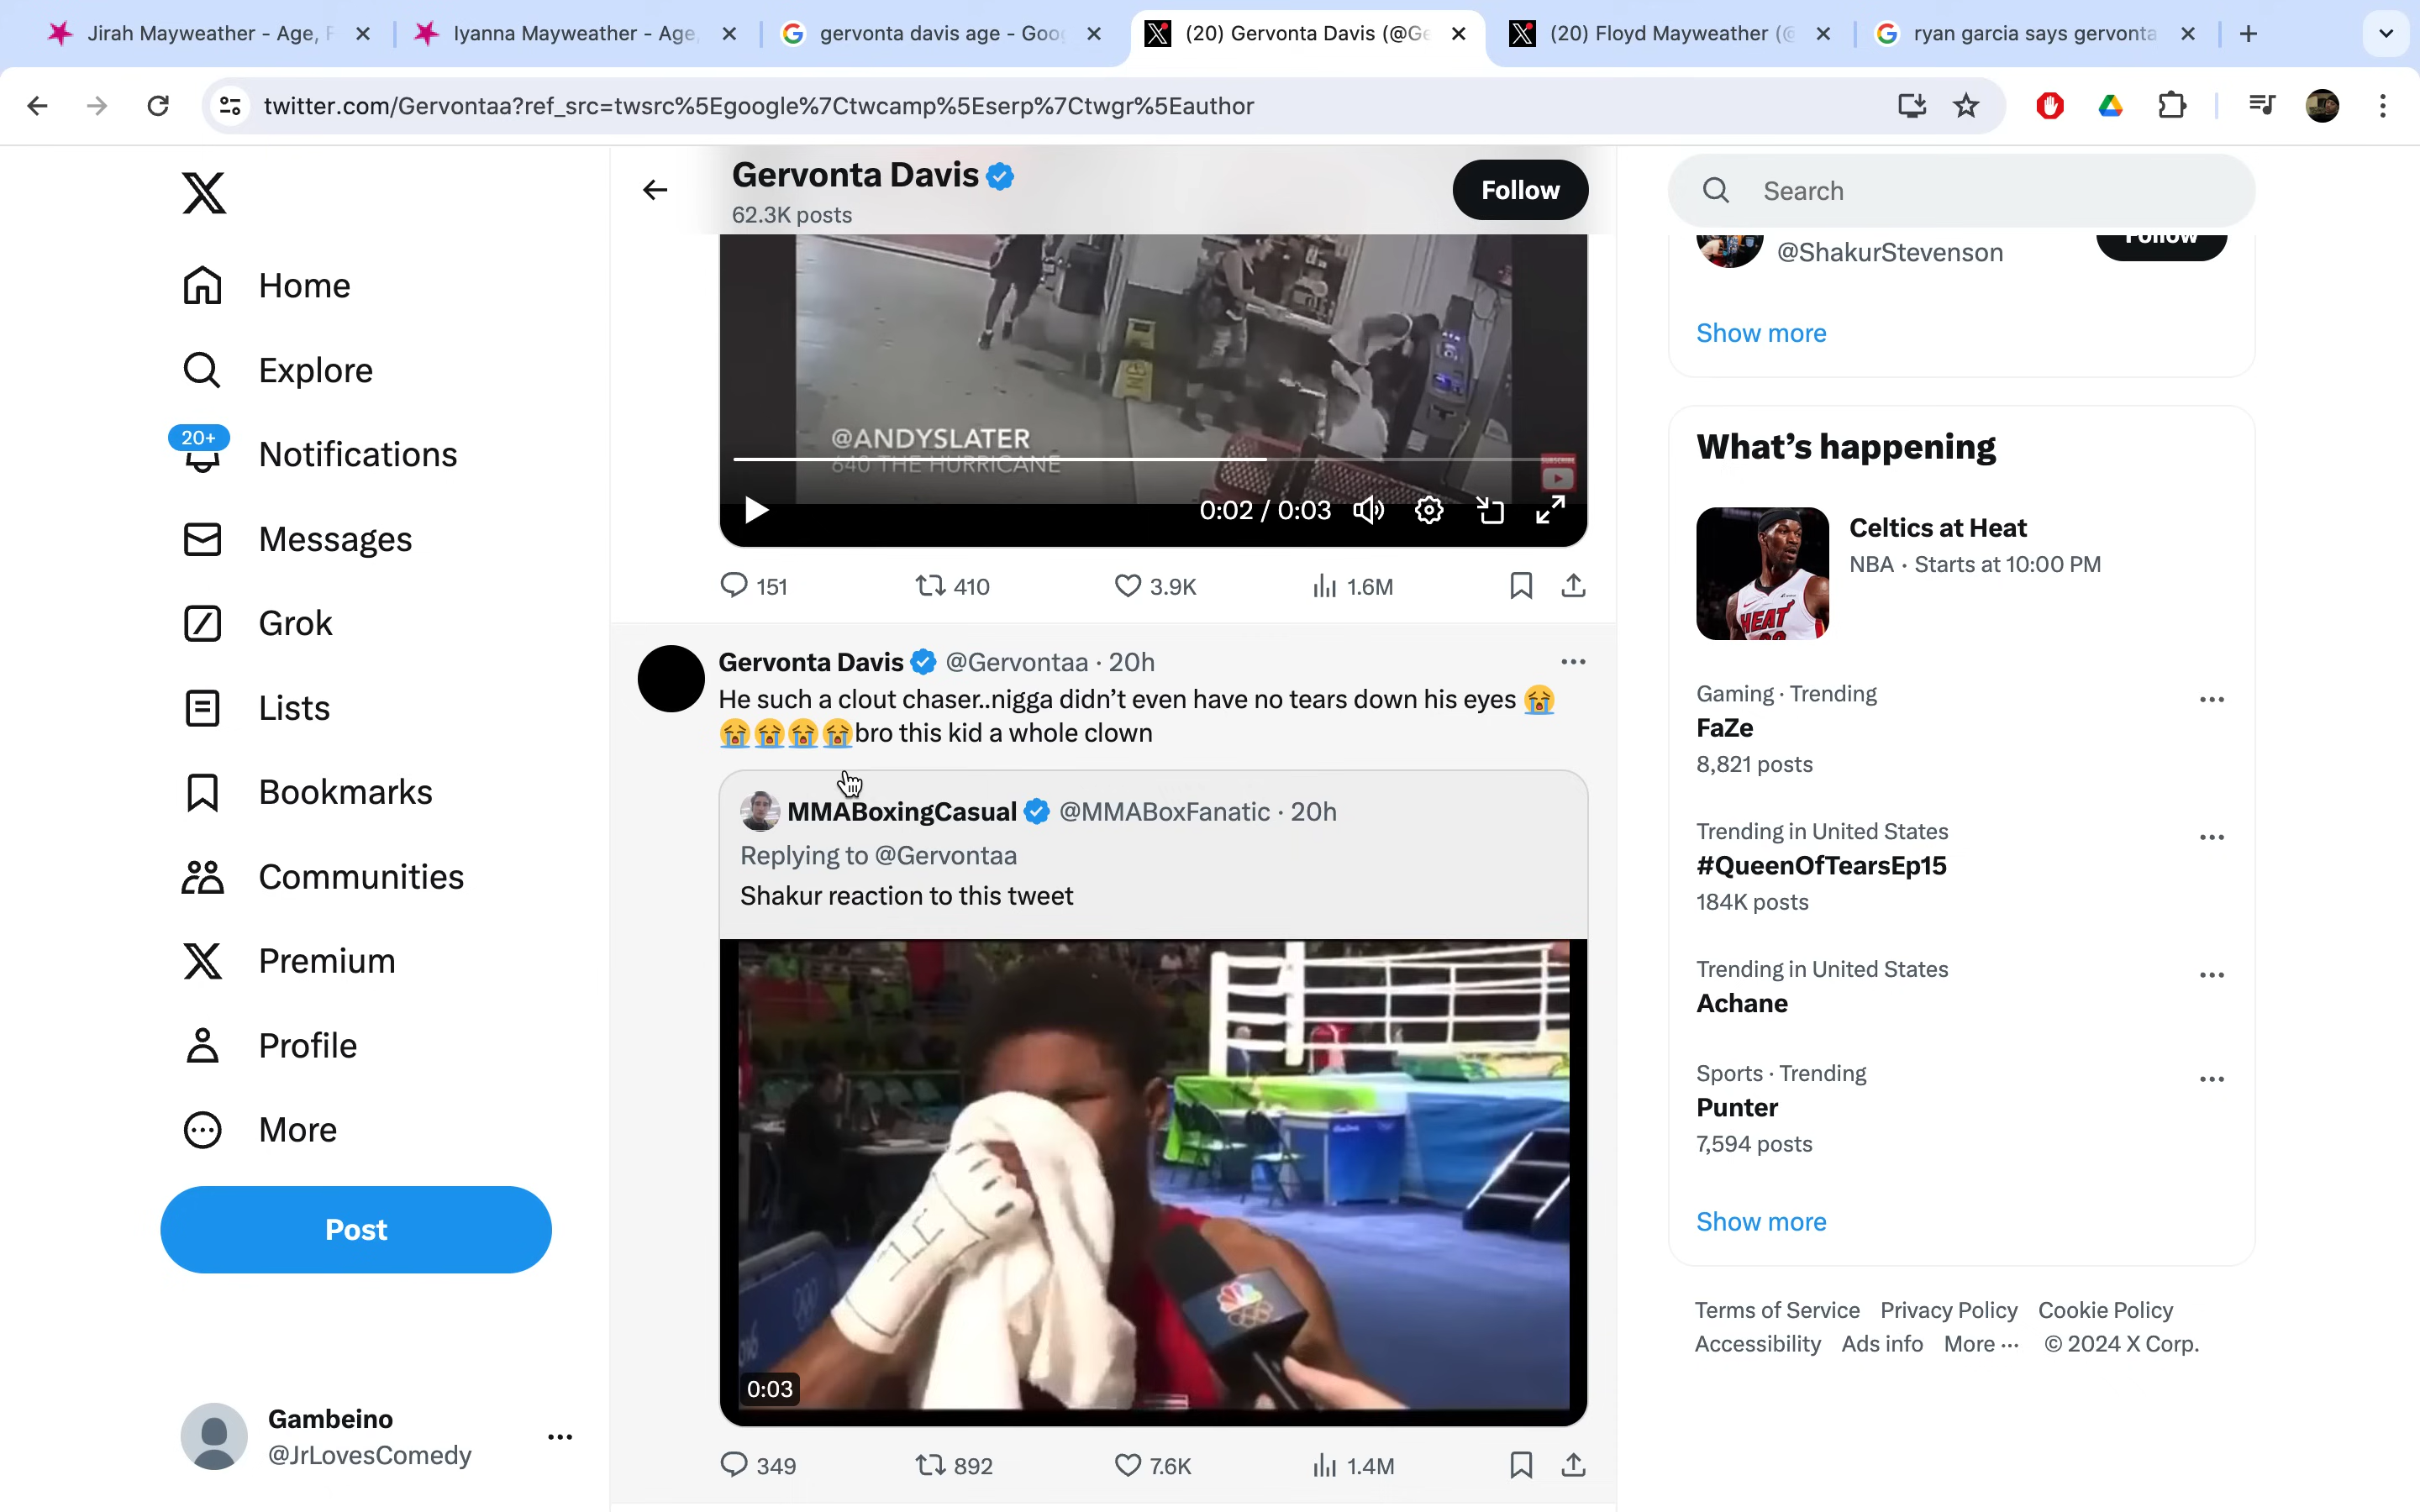 Jirah Mayweather - Age, F
Iyanna Mayweather - Age,
gervonta davis age - Goo
(20) Gervonta Davis (@Ge
(20) Floyd Mayweather (@
ryan garcia says gervonta
twitter.com/Gervontaa?ref_src=twsrc%5Egoogle%7Ctwcamp%5Eserp%7Ctwgr%5Eauthor
Home
Explore
20+
Notifications
Messages
Grok
Lists
Bookmarks
Communities
Premium
Profile
More
Post
Gambeino
@JrLovesComedy
Gervonta Davis
62.3K posts
Follow
@ANDYSLATER
640 THE HURRICANE
SUBSCRIBE
0:02 / 0:03
151 410 3.9K 1.6M
Gervonta Davis @Gervontaa · 20h
He such a clout chaser..nigga didn’t even have no tears down his eyes 😭
😭😭😭😭bro this kid a whole clown
MMABoxingCasual @MMABoxFanatic · 20h
Replying to @Gervontaa
Shakur reaction to this tweet
0:03
349 892 7.6K 1.4M
Search
@ShakurStevenson
Follow
Show more
What’s happening
Celtics at Heat
NBA · Starts at 10:00 PM
HEAT
Gaming · Trending
FaZe
8,821 posts
Trending in United States
#QueenOfTearsEp15
184K posts
Trending in United States
Achane
Sports · Trending
Punter
7,594 posts
Show more
Terms of Service Privacy Policy Cookie Policy
Accessibility Ads info More ··· © 2024 X Corp.